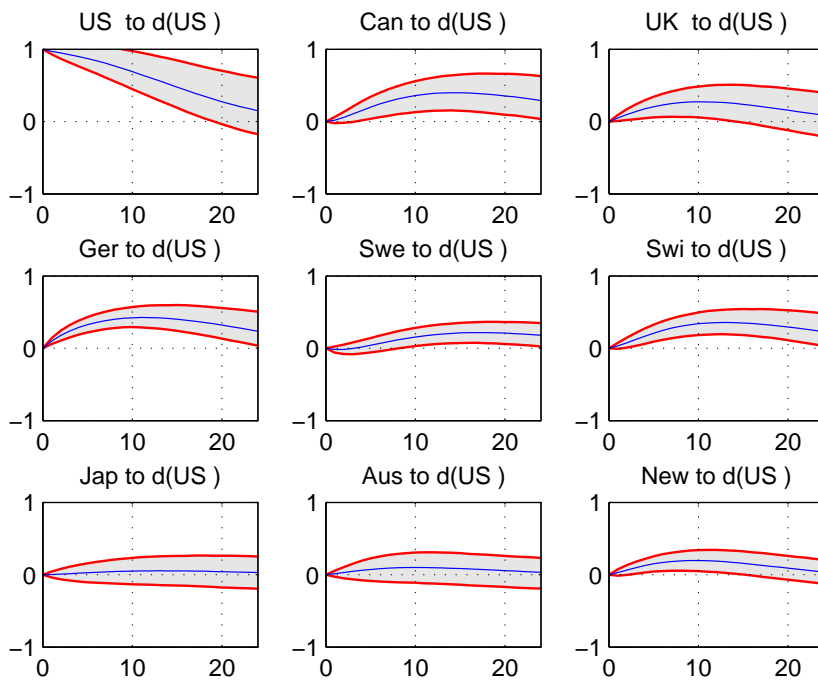 US to d(US )
Can to d(US )
UK to d(US )
1
0
−1
0 10 20
1
0
−1
0 10 20
1
0
−1
0 10 20
Ger to d(US )
Swe to d(US )
Swi to d(US )
1
0
−1
0 10 20
1
0
−1
0 10 20
1
0
−1
0 10 20
Jap to d(US )
Aus to d(US )
New to d(US )
1
0
−1
0 10 20
1
0
−1
0 10 20
1
0
−1
0 10 20